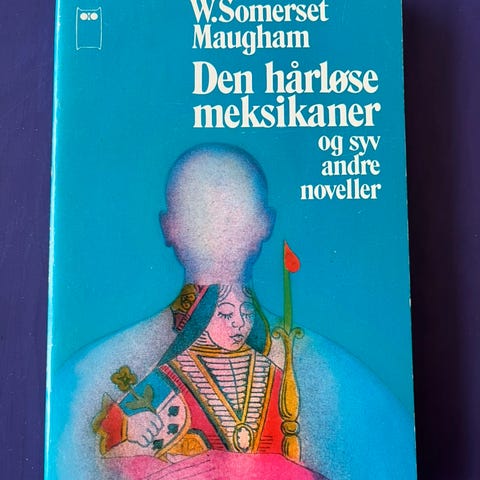 W.Somerset
Maugham
Den hårløse
meksikaner
og syv
andre
noveller